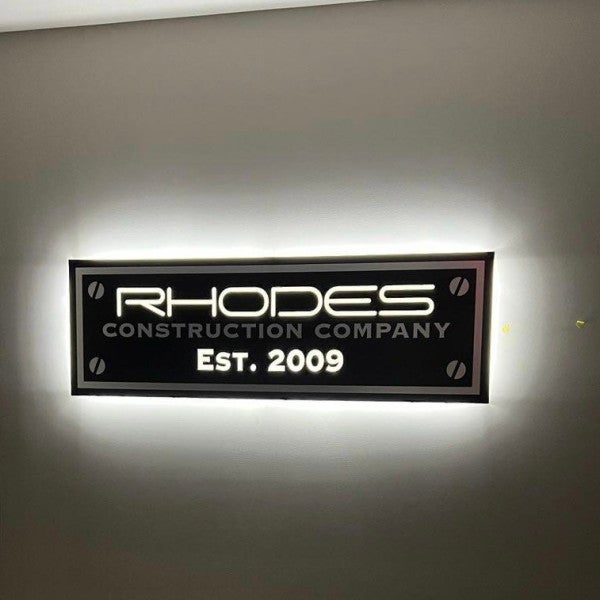 RHODES
CONSTRUCTION COMPANY
EST. 2009